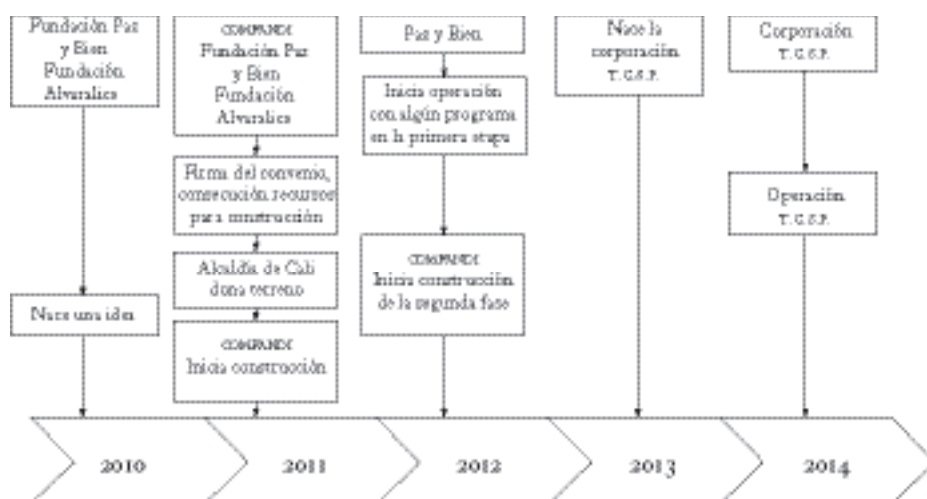 Fundación Paz
y Bien
Fundación
Alvaralice
Nace una idea
COMFANDI
Fundación Paz
y Bien
Fundación
Alvaralice
Firma del convenio,
consecución recursos
para construcción
Alcaldía de Cali
dona terreno
COMFANDI
Inicia construcción
Paz y Bien
Inicia operación
con algún programa
en la primera etapa
COMFANDI
Inicia construcción
de la segunda fase
Nace la
corporación
T.C.S.P.
Corporación
T.C.S.P.
Operación
T.C.S.P.
2010
2011
2012
2013
2014